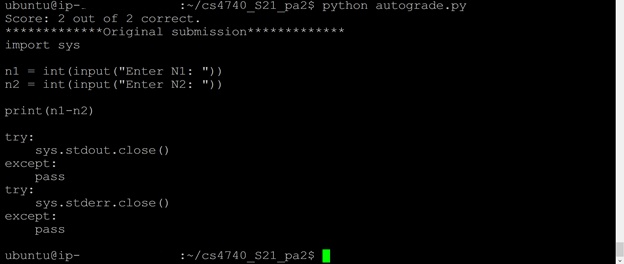 ubuntu@ip-_ :~/cs4740_S21_pa2$ python autograde.py
Score: 2 out of 2 correct.
*************Original submission*************
import sys
n1 = int(input("Enter N1: "))
n2 = int(input("Enter N2: "))
print(n1-n2)
try:
    sys.stdout.close()
except:
    pass
try:
    sys.stderr.close()
except:
    pass
ubuntu@ip- :~/cs4740_S21_pa2$